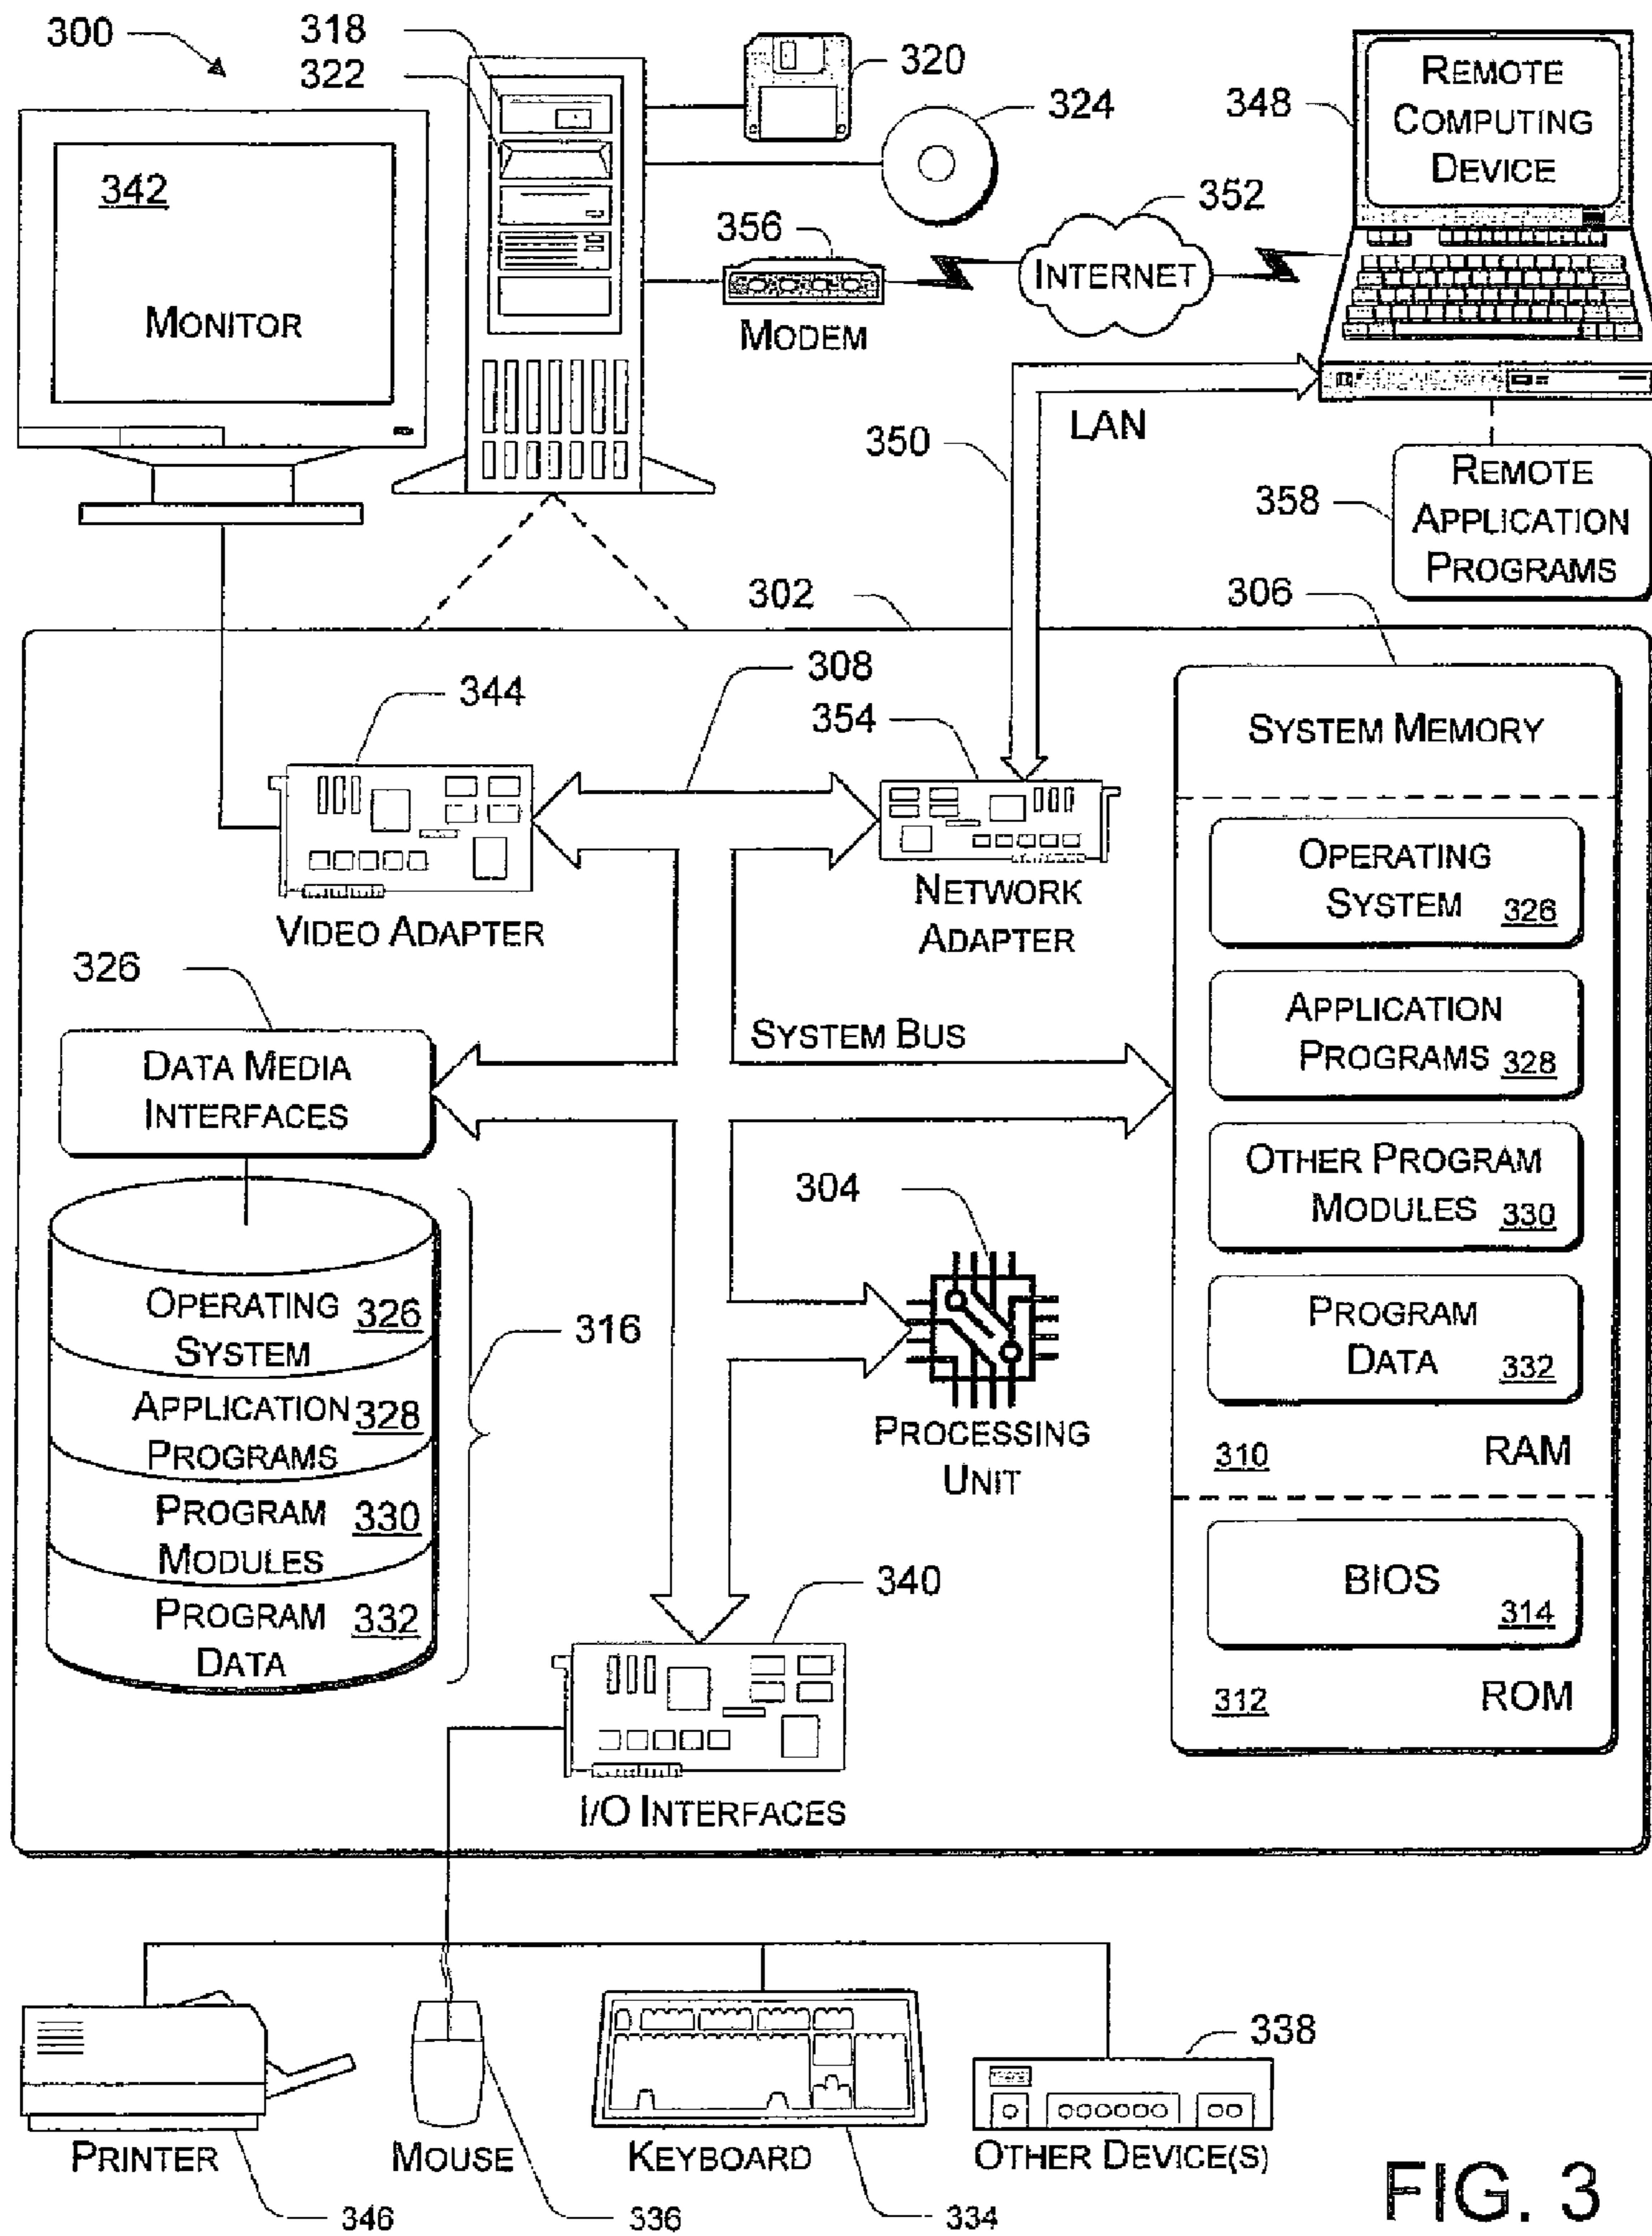 300
318
322
320
324
348
REMOTE
COMPUTING
DEVICE
342
MONITOR
356
MODEM
352
INTERNET
350
LAN
358
REMOTE
APPLICATION
PROGRAMS
302
306
308
344
354
VIDEO ADAPTER
NETWORK
ADAPTER
SYSTEM MEMORY
OPERATING
SYSTEM 326
APPLICATION
PROGRAMS 328
OTHER PROGRAM
MODULES 330
PROGRAM
DATA 332
310 RAM
BIOS
314
312 ROM
326
DATA MEDIA
INTERFACES
SYSTEM BUS
304
PROCESSING
UNIT
OPERATING 326
SYSTEM
APPLICATION 328
PROGRAMS
PROGRAM 330
MODULES
PROGRAM 332
DATA
316
340
I/O INTERFACES
338
PRINTER
MOUSE
KEYBOARD
OTHER DEVICE(S)
346
336
334
FIG. 3